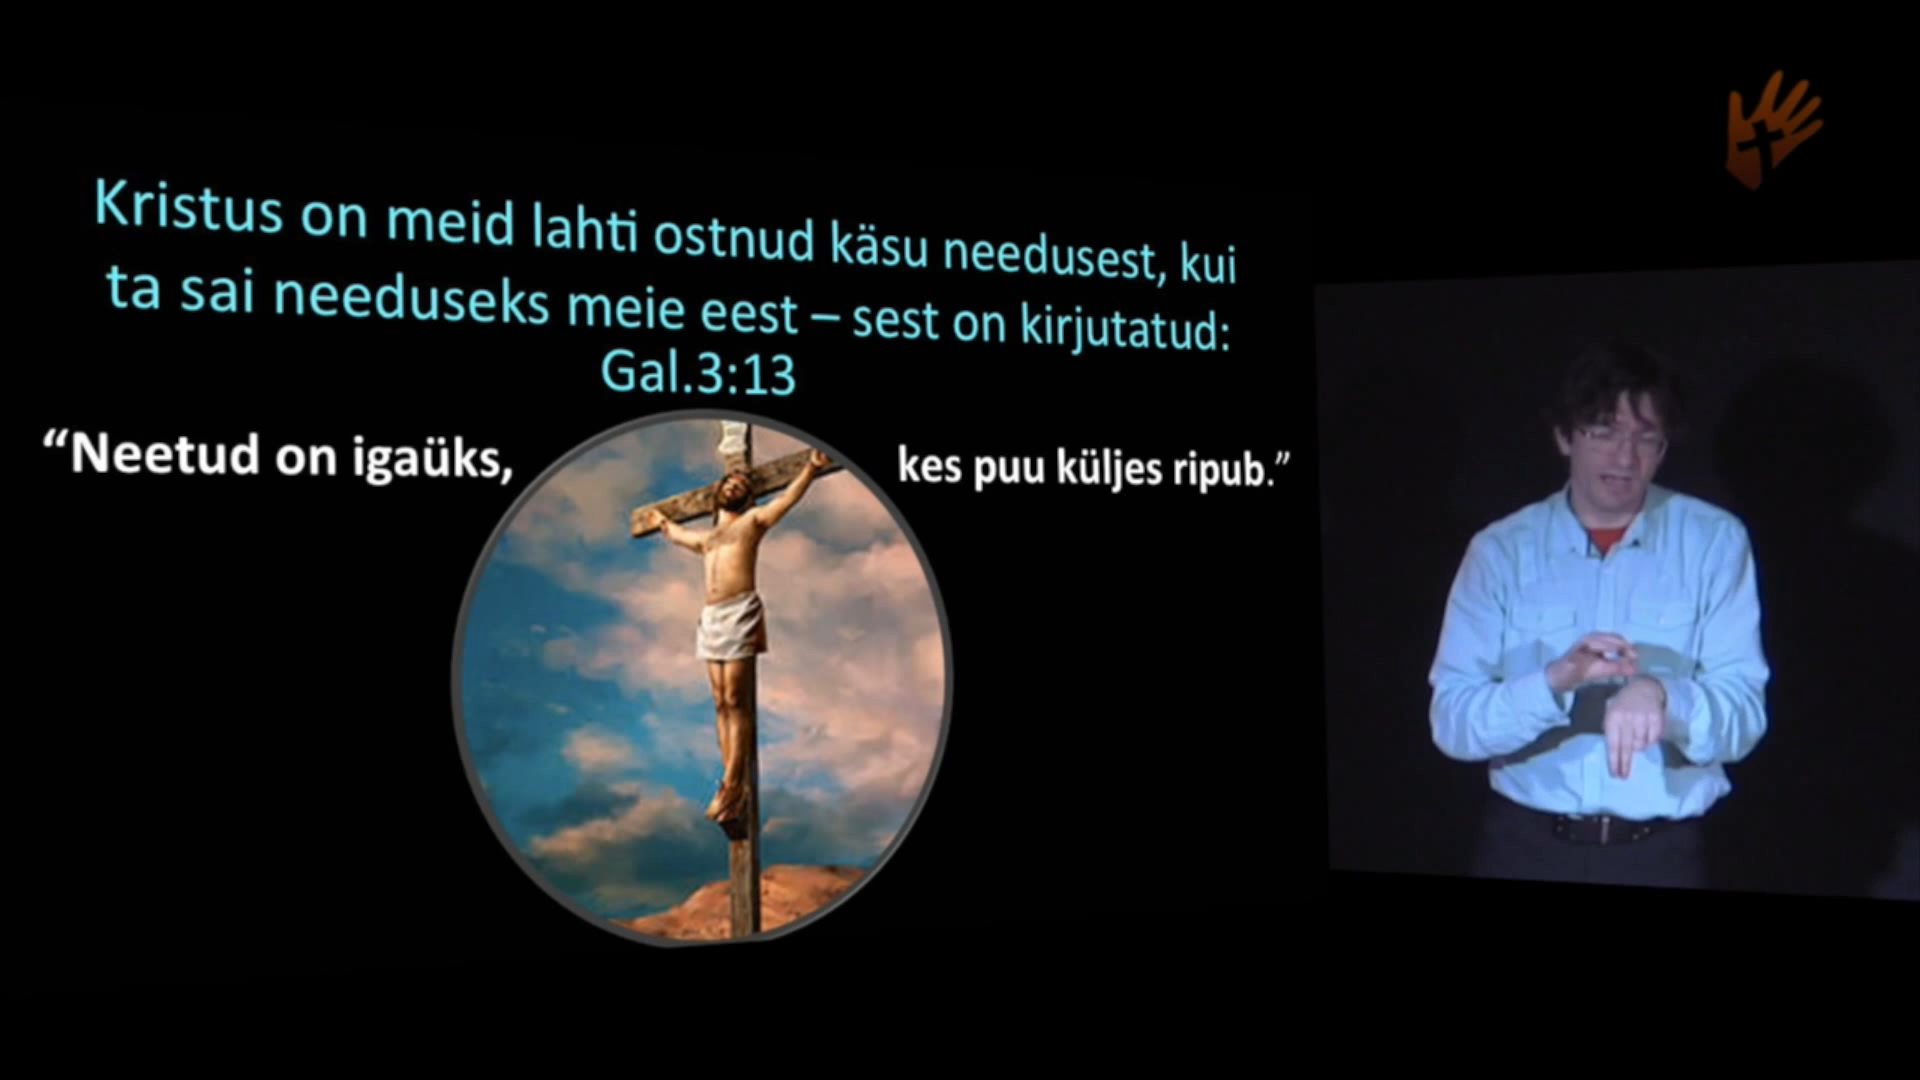 Kristus on meid lahti ostnud käsu needusest, kui
ta sai needuseks meie eest – sest on kirjutatud:
Gal.3:13
“Neetud on igaüks, kes puu küljes ripub.”